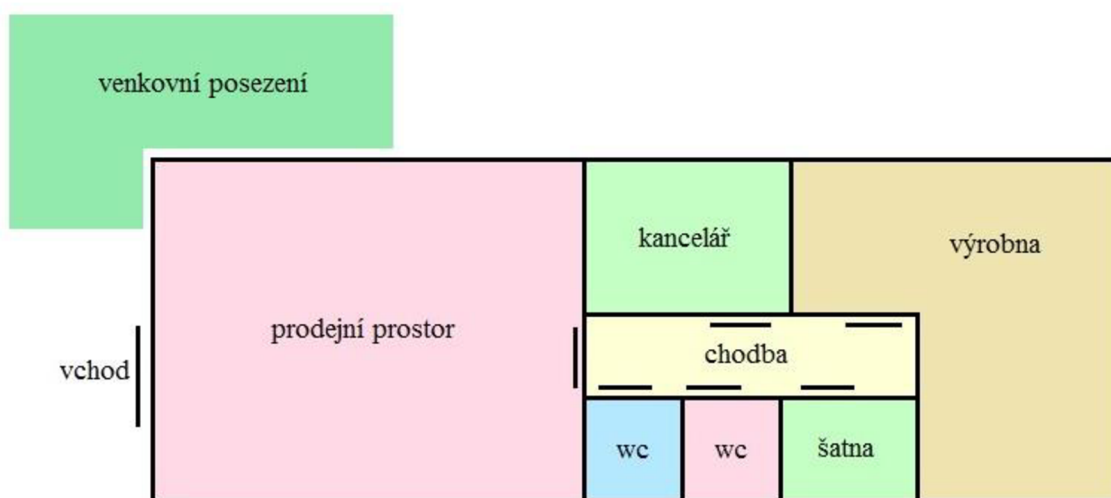 venkovní posezení
kancelář
výrobna
prodejní prostor
chodba
vchod
wc
wc
šatna